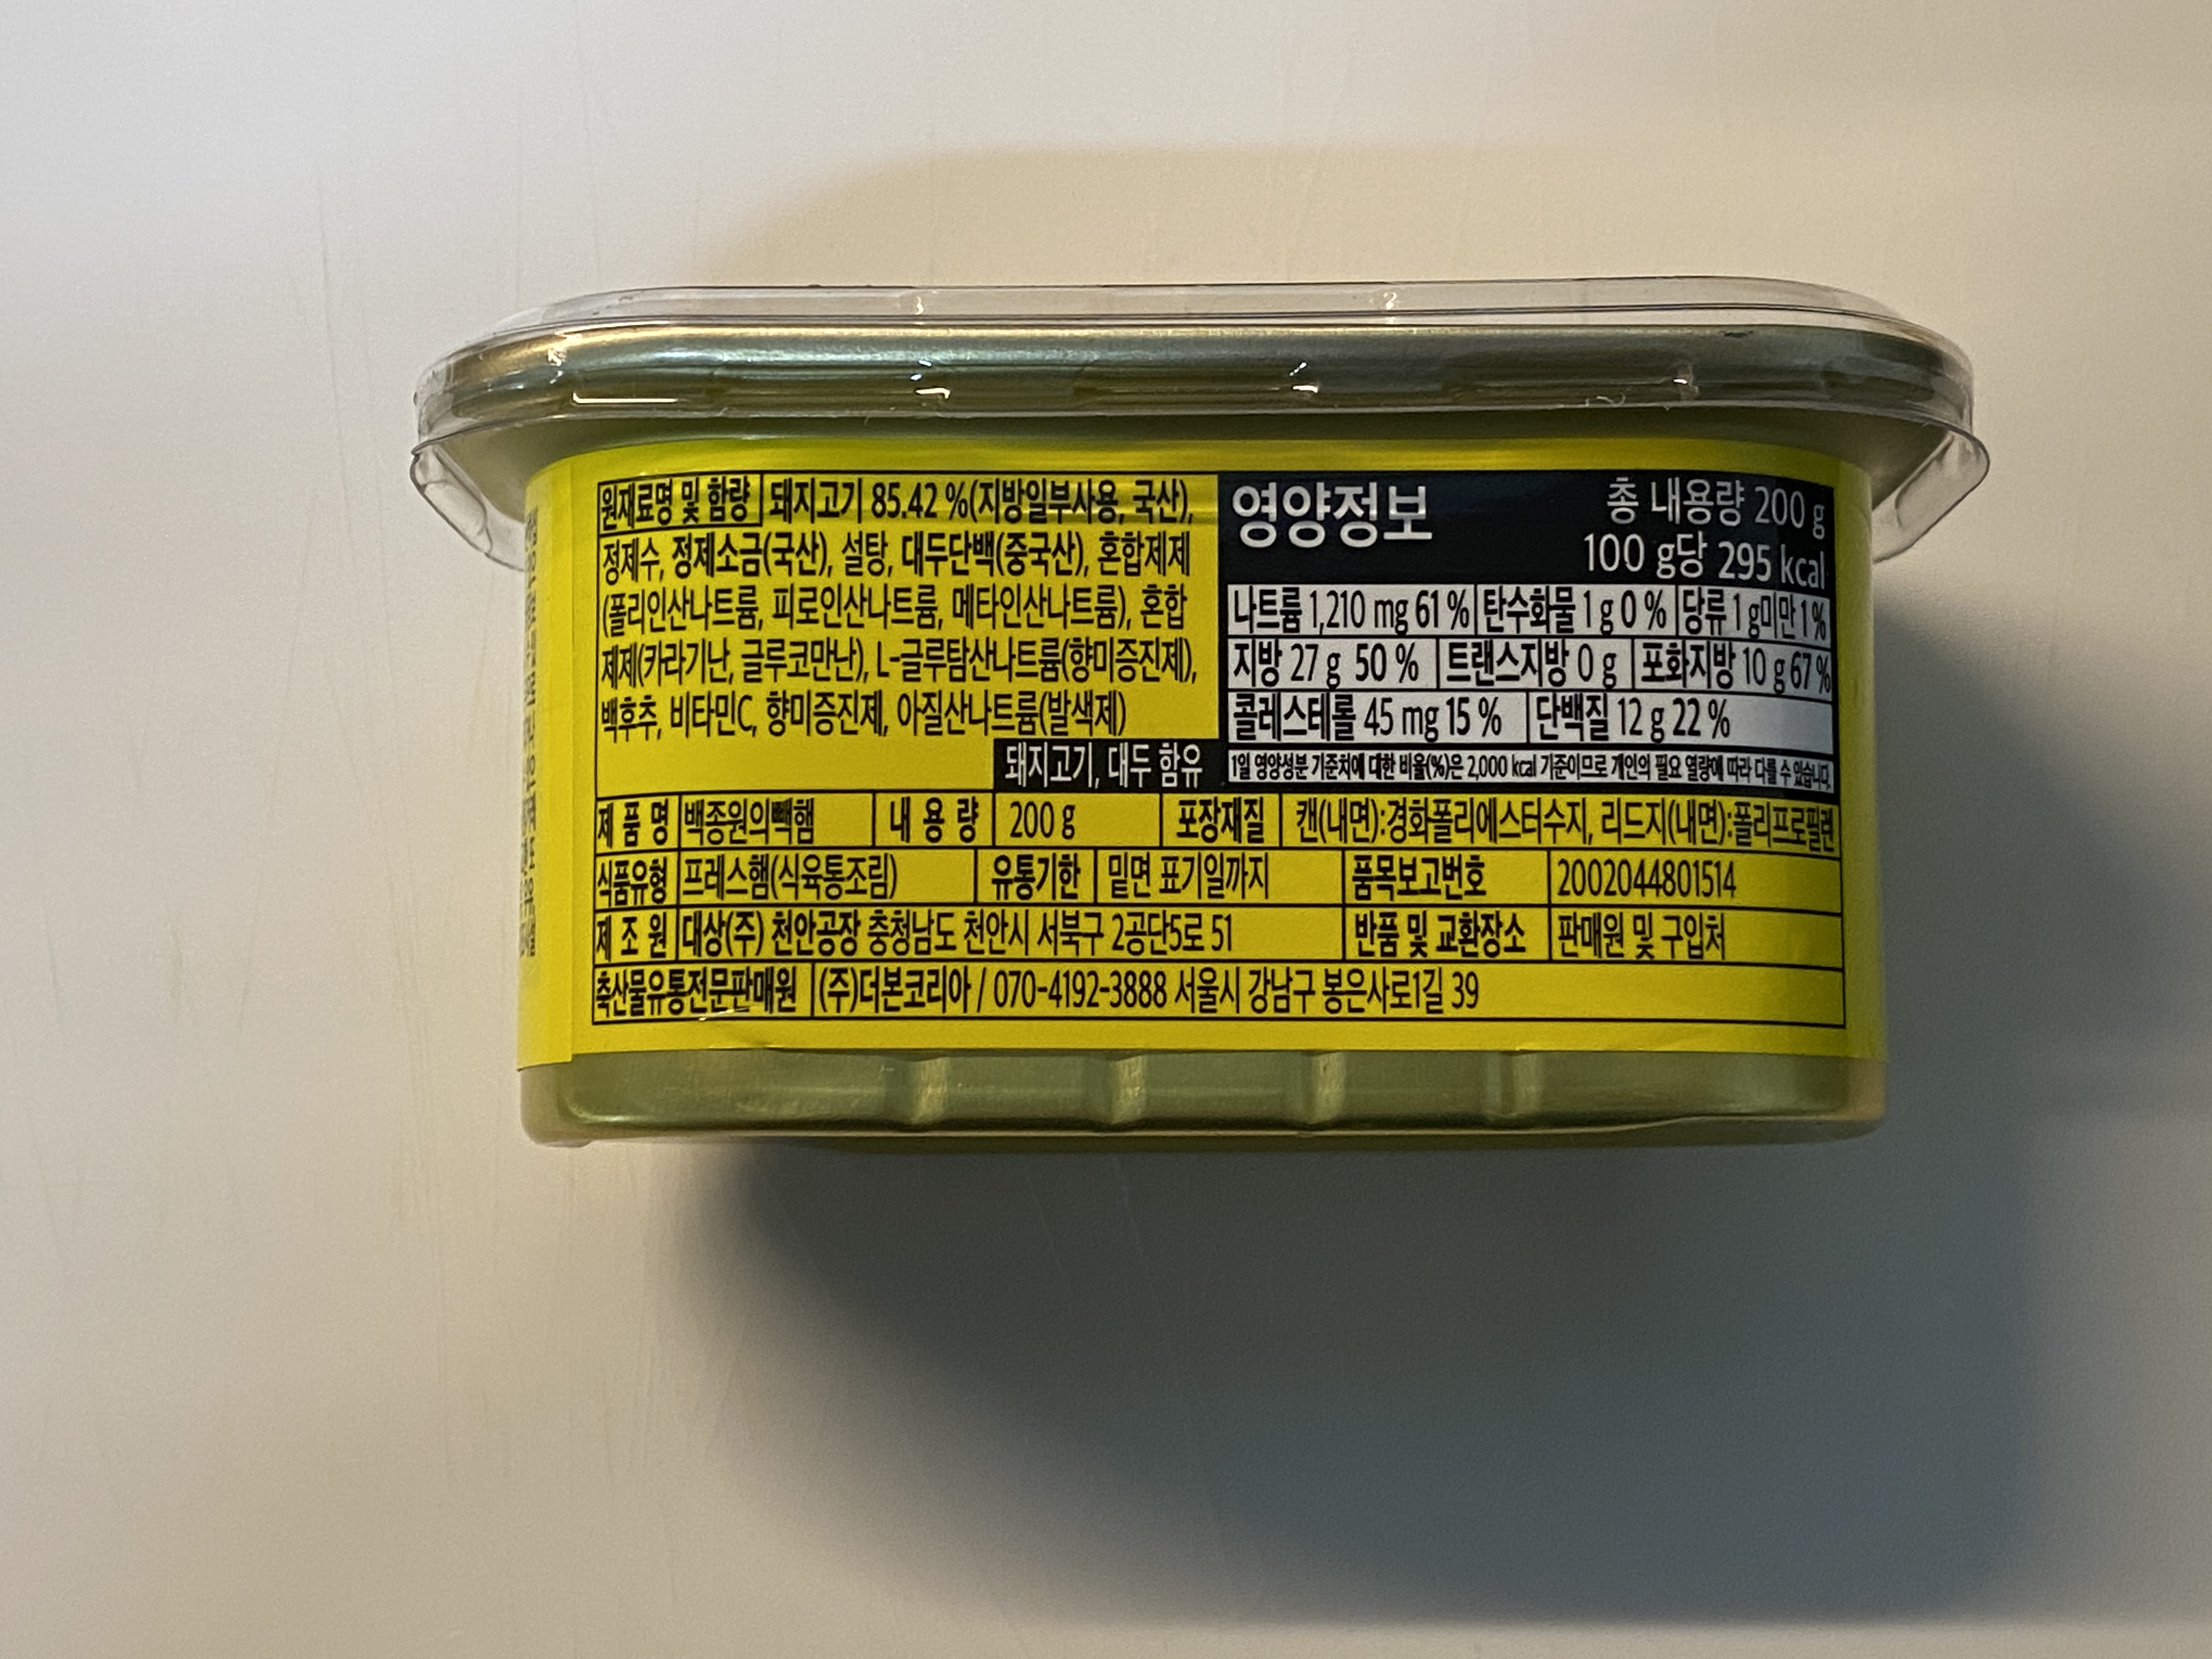 원재료명 및 함량 돼지고기 85.42 %(지방일부사용, 국산),
정제수, 정제소금(국산), 설탕, 대두단백(중국산), 혼합제제
(폴리인산나트륨, 피로인산나트륨, 메타인산나트륨), 혼합
제제(카라기난, 글루코만난), L-글루탐산나트륨(향미증진제),
백후추, 비타민C, 향미증진제, 아질산나트륨(발색제)
돼지고기, 대두 함유
영양정보
총 내용량 200 g
100 g당 295 kcal
나트륨 1,210 mg 61 % 탄수화물 1 g 0 % 당류 1 g미만 1 %
지방 27 g 50 % 트랜스지방 0 g 포화지방 10 g 67 %
콜레스테롤 45 mg 15 % 단백질 12 g 22 %
1일 영양성분 기준치에 대한 비율(%)은 2,000 kcal 기준이므로 개인의 필요 열량에 따라 다를 수 있습니다.
제 품 명 백종원의빽햄 내 용 량 200 g 포장재질 캔(내면):경화폴리에스터수지, 리드지(내면):폴리프로필렌
식품유형 프레스햄(식육통조림) 유통기한 밑면 표기일까지 품목보고번호 2002044801514
제 조 원 대상(주) 천안공장 충청남도 천안시 서북구 2공단5로 51 반품 및 교환장소 판매원 및 구입처
축산물유통전문판매원 (주)더본코리아 / 070-4192-3888 서울시 강남구 봉은사로1길 39